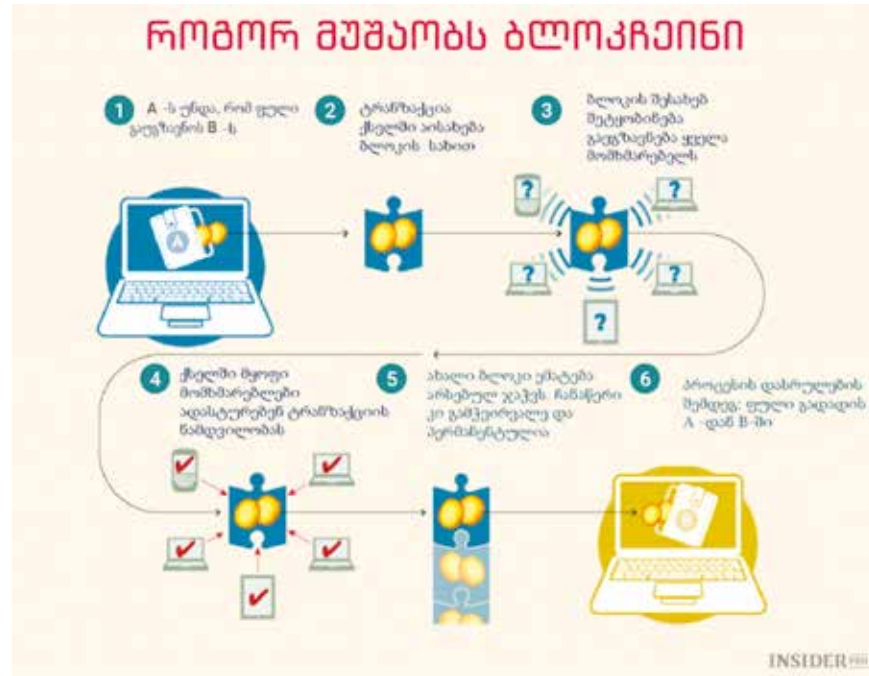 როგორ მუშაობს ბლოკჩეინი
1 A -ს უნდა, რომ ფული
გაუგზავნოს B -ს
2 ტრანზაქცია
ქსელში აისახება
ბლოკის სახით
3 ბლოკის შესახებ
შეტყობინება
გაეგზავნება ყველა
მომხმარებელს
A
?
?
?
?
?
4 ქსელში მყოფი
მომხმარებლები
ადასტურებენ ტრანზაქციის
ნამდვილობას
5 ახალი ბლოკი ემატება
არსებულ ჯაჭვს. ჩანაწერი
კი გამჭვირვალე და
პერმანენტულია
6 პროცესის დასრულების
შემდეგ: ფული გადადის
A -დან B-ში
INSIDER